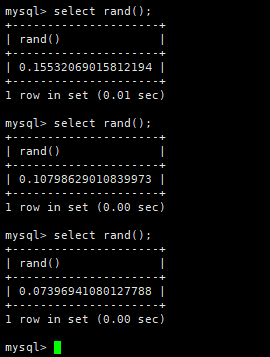 mysql> select rand();
+---------------------+
| rand()              |
+---------------------+
| 0.15532069015812194 |
+---------------------+
1 row in set (0.01 sec)
mysql> select rand();
+---------------------+
| rand()              |
+---------------------+
| 0.10798629010839973 |
+---------------------+
1 row in set (0.00 sec)
mysql> select rand();
+---------------------+
| rand()              |
+---------------------+
| 0.07396941080127788 |
+---------------------+
1 row in set (0.00 sec)
mysql>